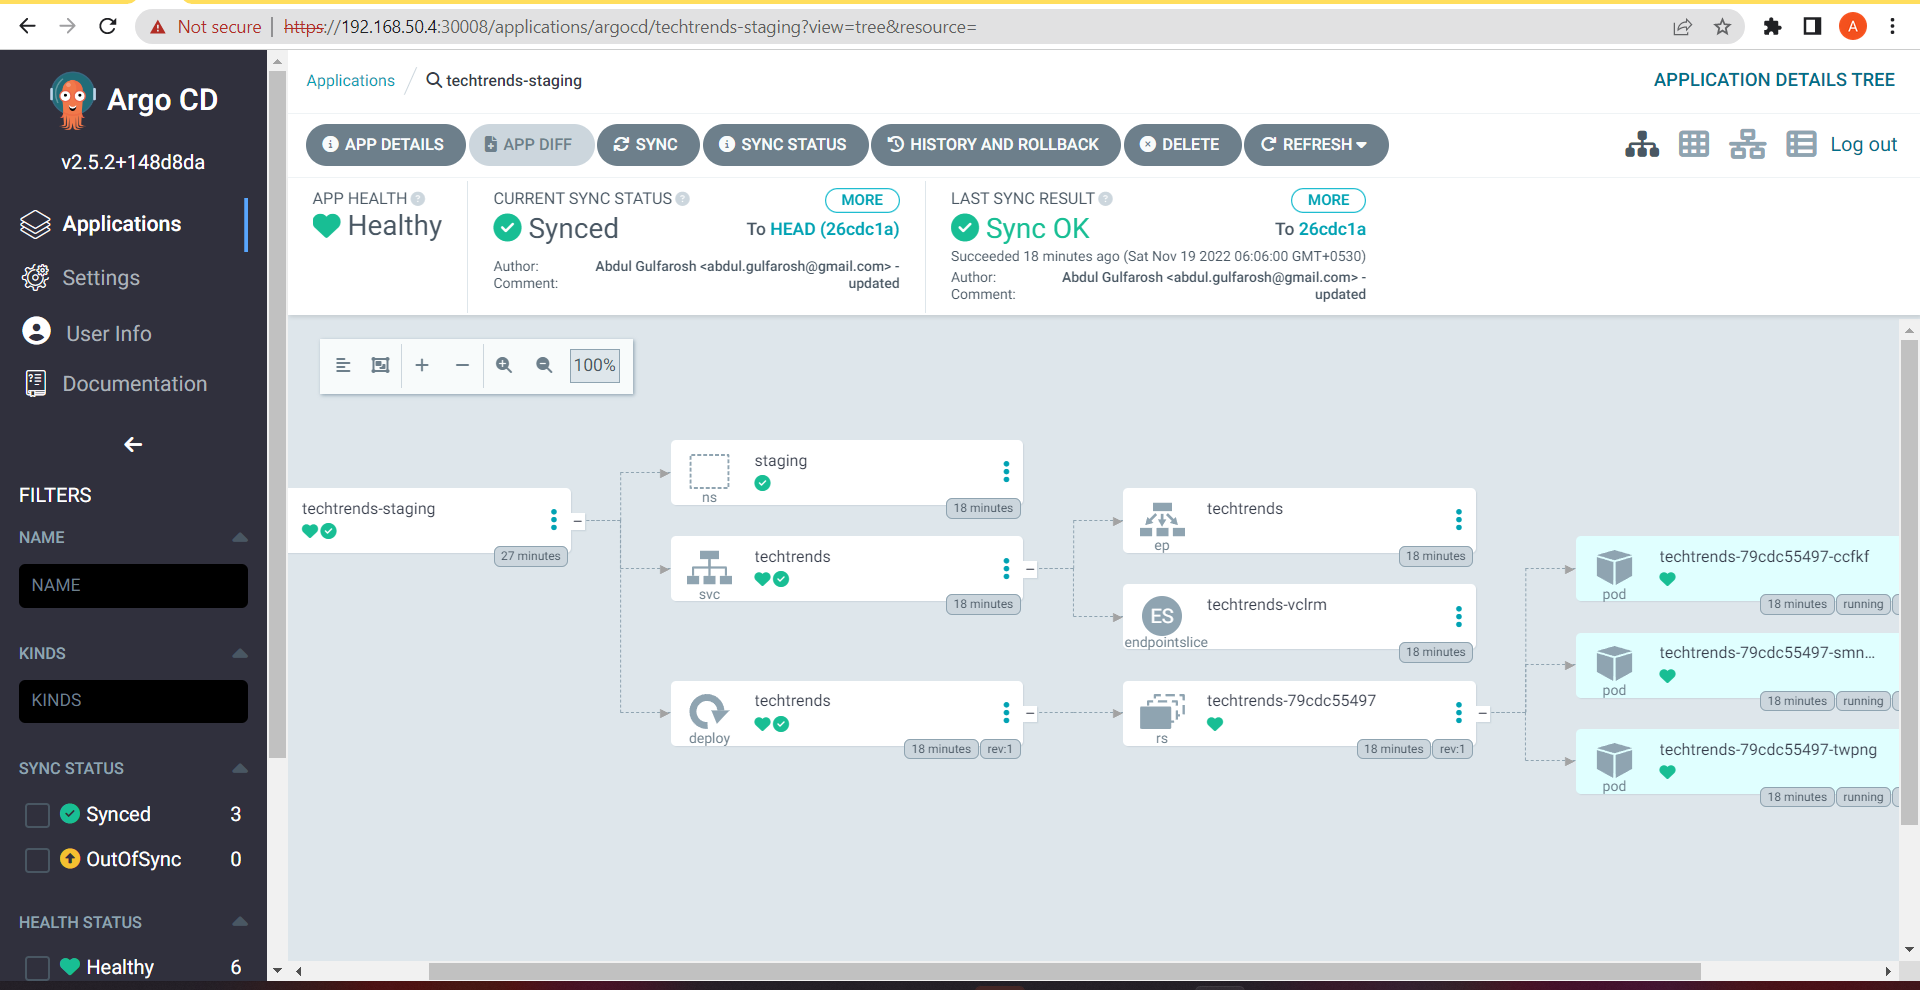 Not secure | https://192.168.50.4:30008/applications/argocd/techtrends-staging?view=tree&resource=
A
Argo CD
v2.5.2+148d8da
Applications
Settings
User Info
Documentation
FILTERS
NAME
NAME
KINDS
KINDS
SYNC STATUS
Synced 3
OutOfSync 0
HEALTH STATUS
Healthy 6
Applications / techtrends-staging
APPLICATION DETAILS TREE
APP DETAILS APP DIFF SYNC SYNC STATUS HISTORY AND ROLLBACK DELETE REFRESH
Log out
APP HEALTH ?
Healthy
CURRENT SYNC STATUS ? MORE
Synced To HEAD (26cdc1a)
Author: Abdul Gulfarosh <abdul.gulfarosh@gmail.com> -
Comment: updated
LAST SYNC RESULT ? MORE
Sync OK To 26cdc1a
Succeeded 18 minutes ago (Sat Nov 19 2022 06:06:00 GMT+0530)
Author: Abdul Gulfarosh <abdul.gulfarosh@gmail.com> -
Comment: updated
100%
techtrends-staging
27 minutes
staging
ns
18 minutes
techtrends
svc
18 minutes
techtrends
deploy
18 minutes rev:1
techtrends
ep
18 minutes
ES
techtrends-vclrm
endpointslice
18 minutes
techtrends-79cdc55497
rs
18 minutes rev:1
techtrends-79cdc55497-ccfkf
pod
18 minutes running
techtrends-79cdc55497-smn...
pod
18 minutes running
techtrends-79cdc55497-twpng
pod
18 minutes running